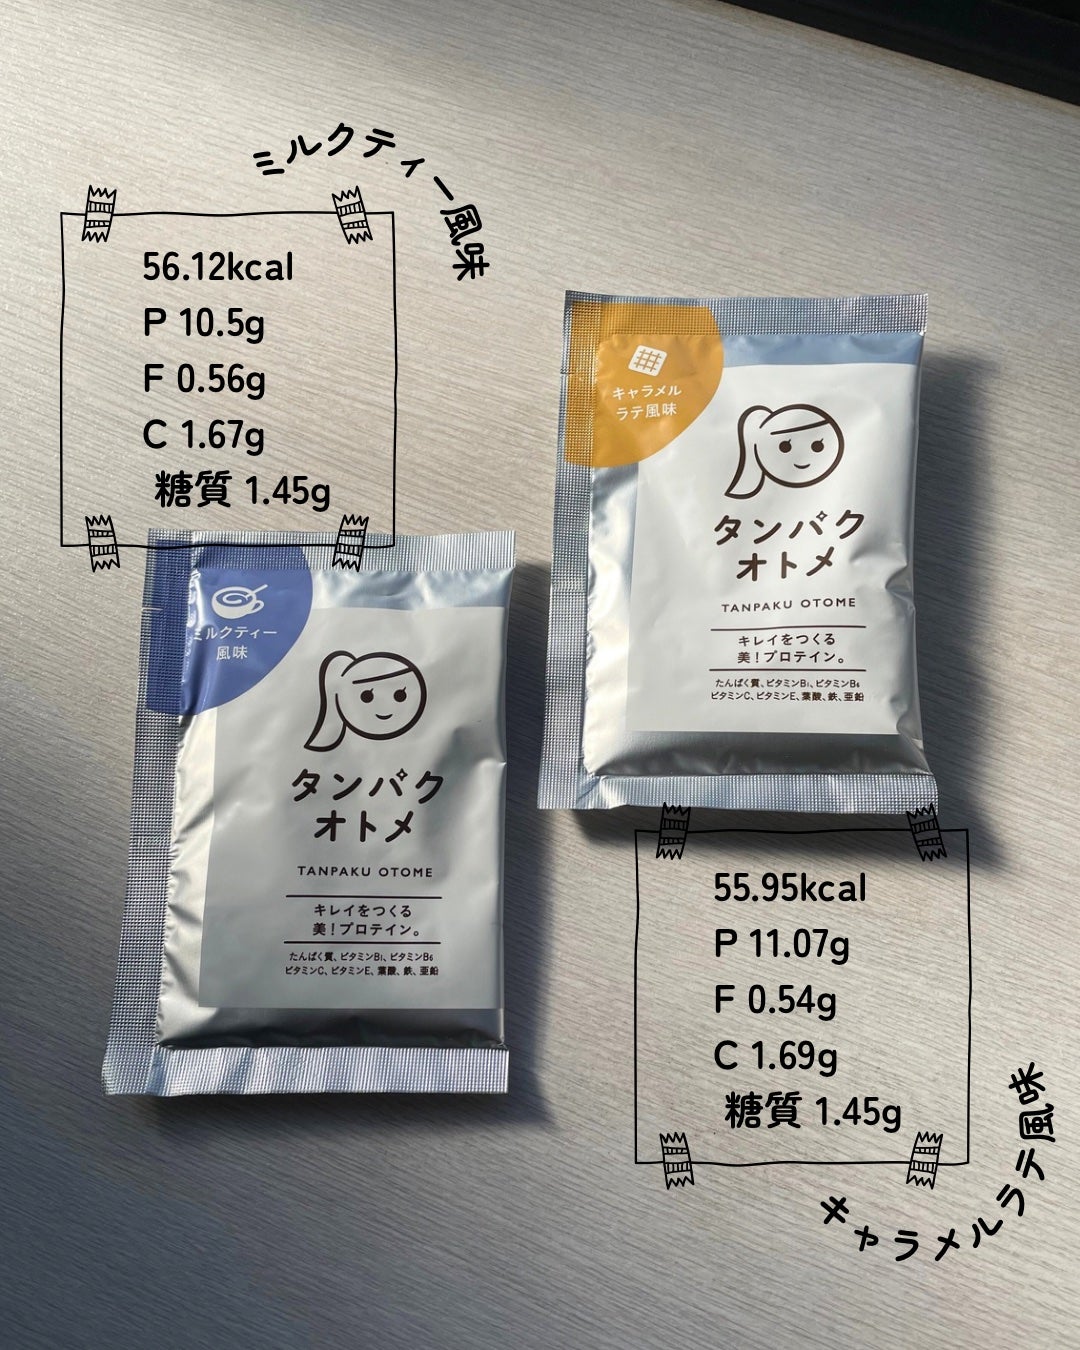 ミルクティー風味
56.12kcal
P 10.5g
F 0.56g
C 1.67g
糖質 1.45g
キャラメル
ラテ風味
タンパク
オトメ
TANPAKU OTOME
キレイをつくる
美！プロテイン。
たんぱく質、ビタミンB₁、ビタミンB₆
ビタミンC、ビタミンE、葉酸、鉄、亜鉛
ミルクティー
風味
タンパク
オトメ
TANPAKU OTOME
キレイをつくる
美！プロテイン。
たんぱく質、ビタミンB₁、ビタミンB₆
ビタミンC、ビタミンE、葉酸、鉄、亜鉛
55.95kcal
P 11.07g
F 0.54g
C 1.69g
糖質 1.45g
キャラメルラテ風味